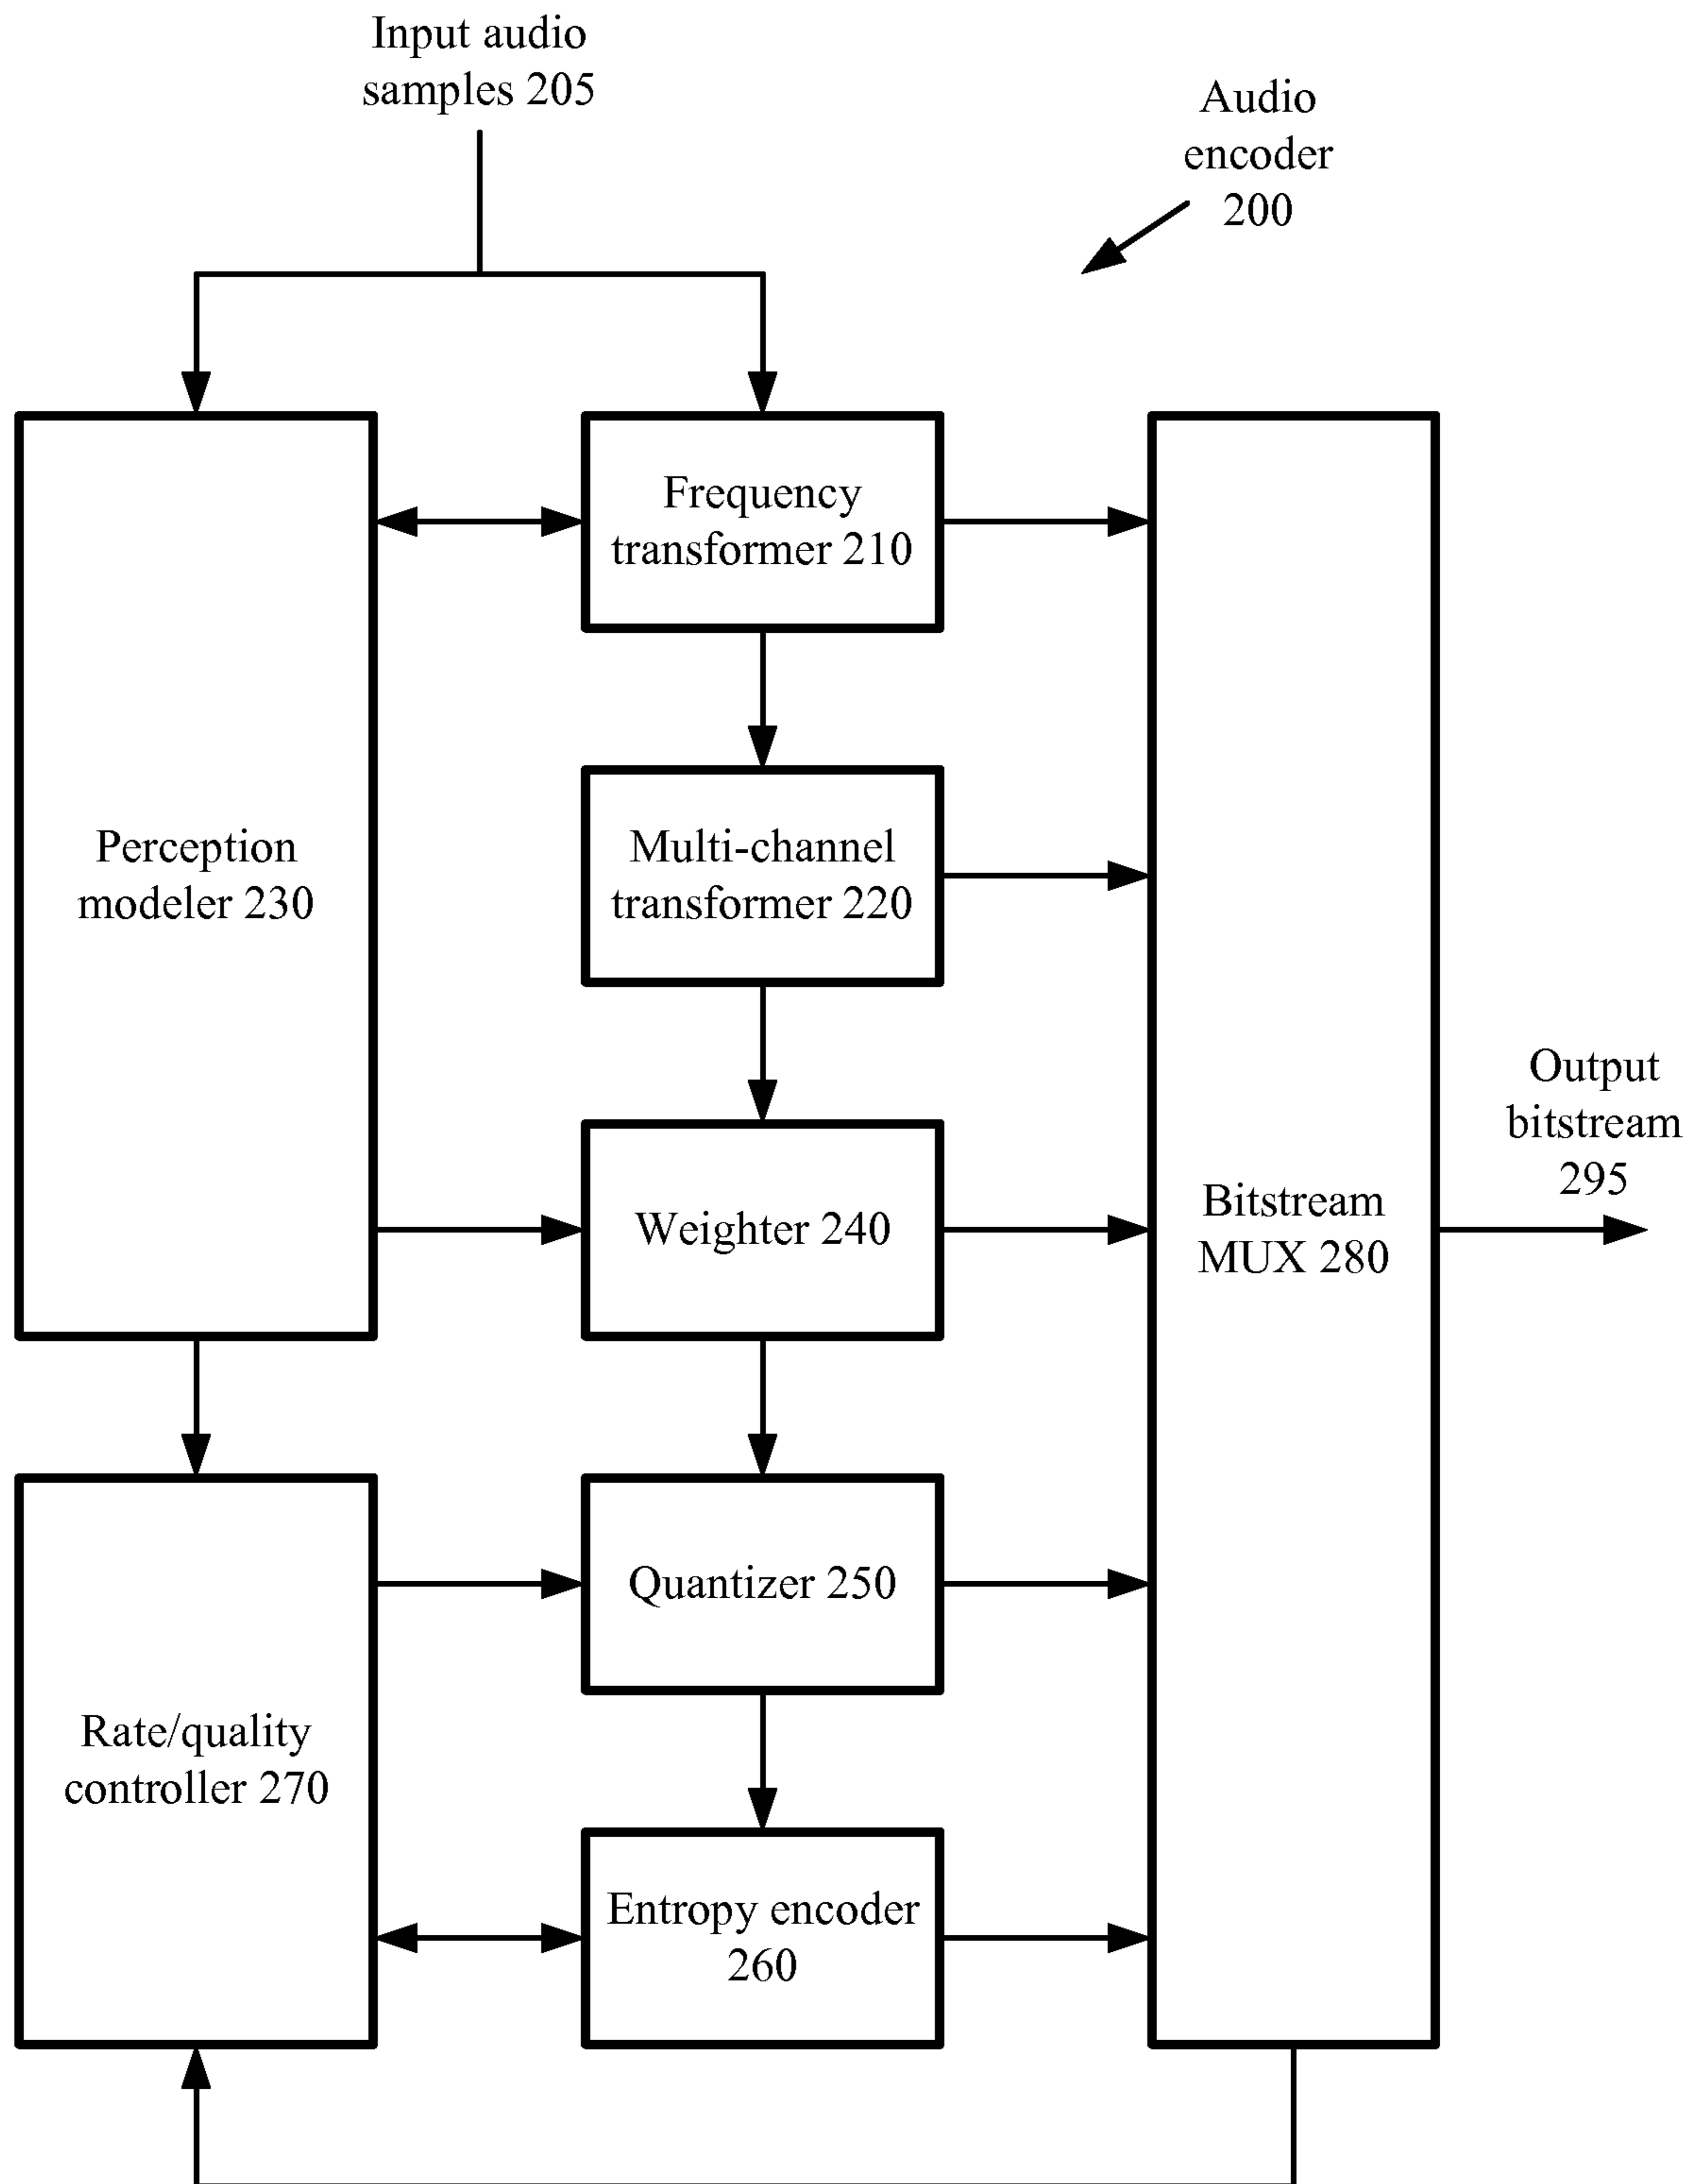 Input audio
samples 205
Audio
encoder
200
Frequency
transformer 210
Perception
modeler 230
Multi-channel
transformer 220
Output
bitstream
295
Weighter 240
Bitstream
MUX 280
Quantizer 250
Rate/quality
controller 270
Entropy encoder
260